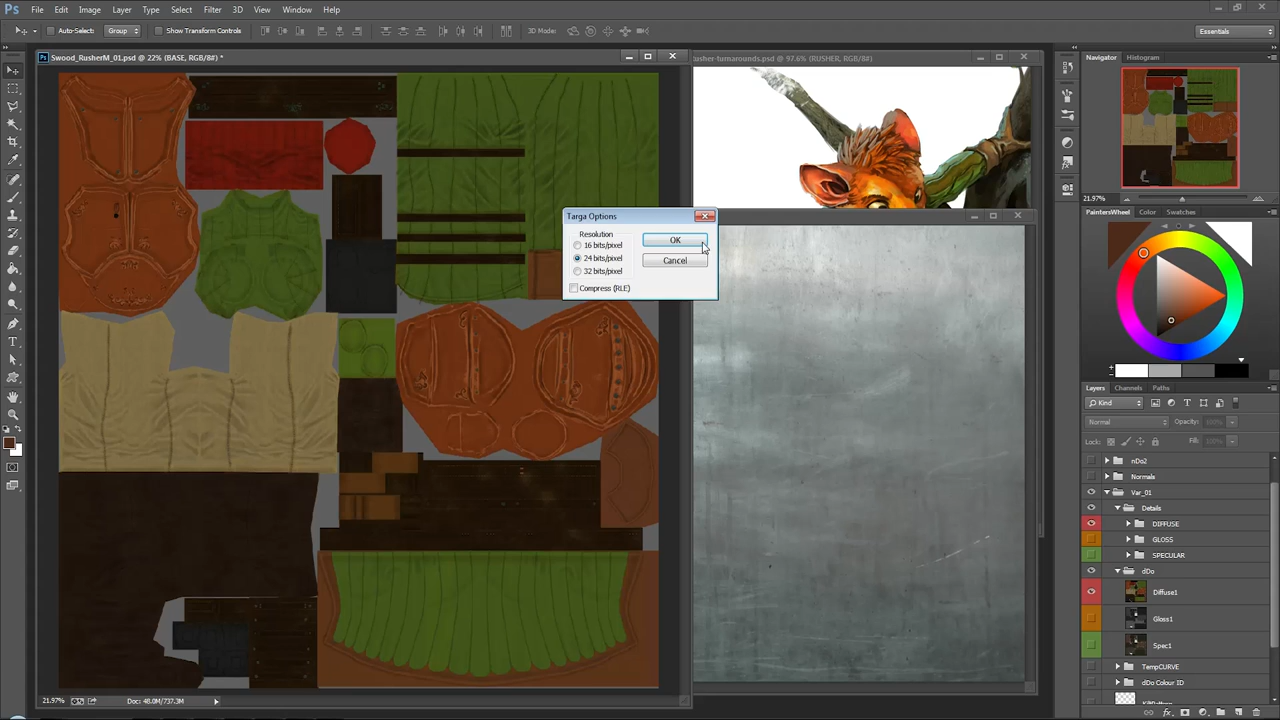 Ps File Edit Image Layer Type Select Filter 3D View Window Help
Auto-Select: Group Show Transform Controls 3D Mode: Essentials
Swood_RusherM_01.psd @ 22% (BASE, RGB/8#) *
usher-turnarounds.psd @ 97.6% (RUSHER, RGB/8#)
Navigator Histogram
21.97%
Targa Options
Resolution
16 bits/pixel
24 bits/pixel
32 bits/pixel
Compress (RLE)
OK
Cancel
PaintersWheel Color Swatches
Layers Channels Paths
Kind
Normal Opacity: 100%
Lock: Fill: 100%
nDo2
Normals
Var_01
Details
DIFFUSE
GLOSS
SPECULAR
dDo
Diffuse1
Gloss1
Spec1
TempCURVE
dDo Colour ID
21.97% Doc: 48.0M/737.3M